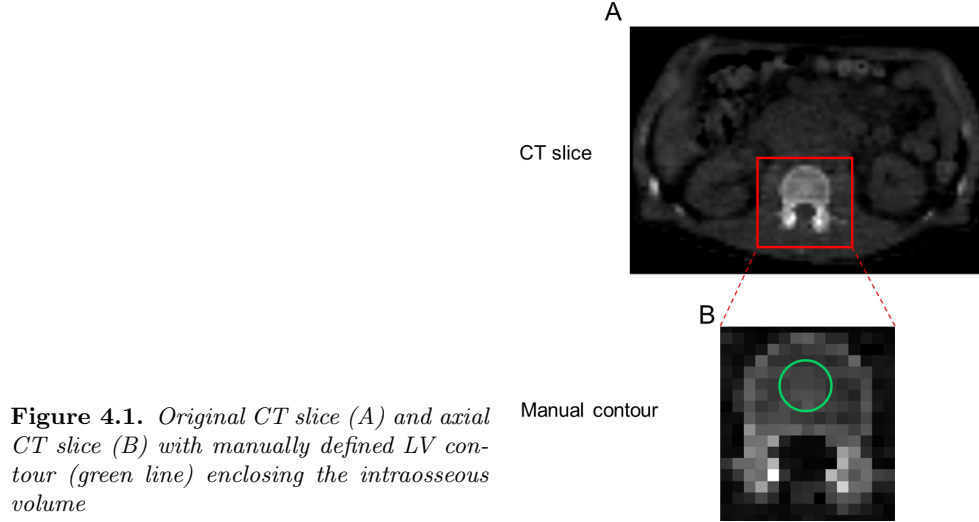 A
CT slice
B
Manual contour
Figure 4.1. Original CT slice (A) and axial
CT slice (B) with manually defined LV con-
tour (green line) enclosing the intraosseous
volume